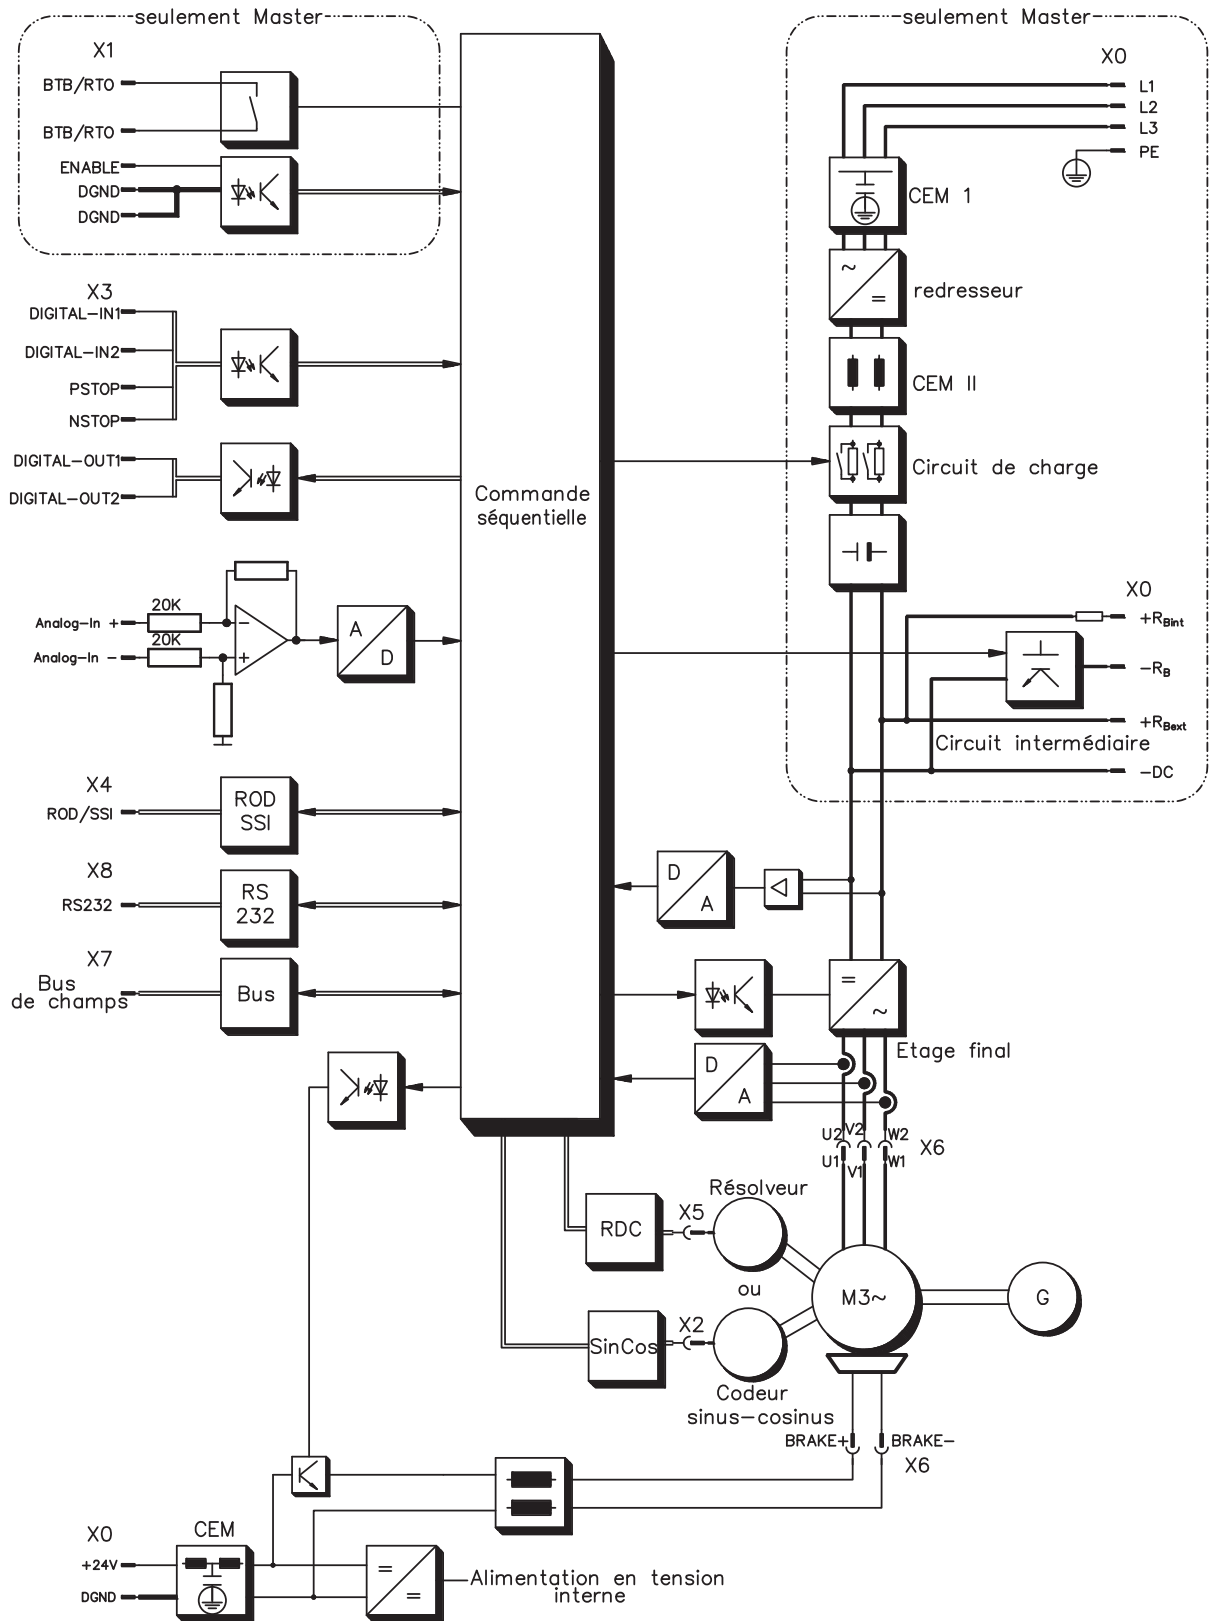 seulement Master
seulement Master
X1
X0
BTB/RTO
L1
L2
L3
BTB/RTO
PE
ENABLE
DGND
DGND
CEM 1
X3
redresseur
DIGITAL-IN1
DIGITAL-IN2
PSTOP
NSTOP
CEM II
DIGITAL-OUT1
DIGITAL-OUT2
Circuit de charge
Commande
séquentielle
X0
20K
Analog-In +
20K
Analog-In -
-
+
A
D
+RBint
-RB
+RBext
Circuit intermédiaire
-DC
X4
ROD/SSI
ROD
SSI
X8
RS232
RS
232
D
A
X7
Bus
de champs
Bus
=
~
Etage final
D
A
U2 V2 W2
X6
U1 V1 W1
Résolveur
RDC
X5
ou
M3~
G
SinCos
X2
Codeur
sinus-cosinus
BRAKE+
BRAKE-
X6
X0
CEM
+24V
DGND
=
=
Alimentation en tension
interne
~
=